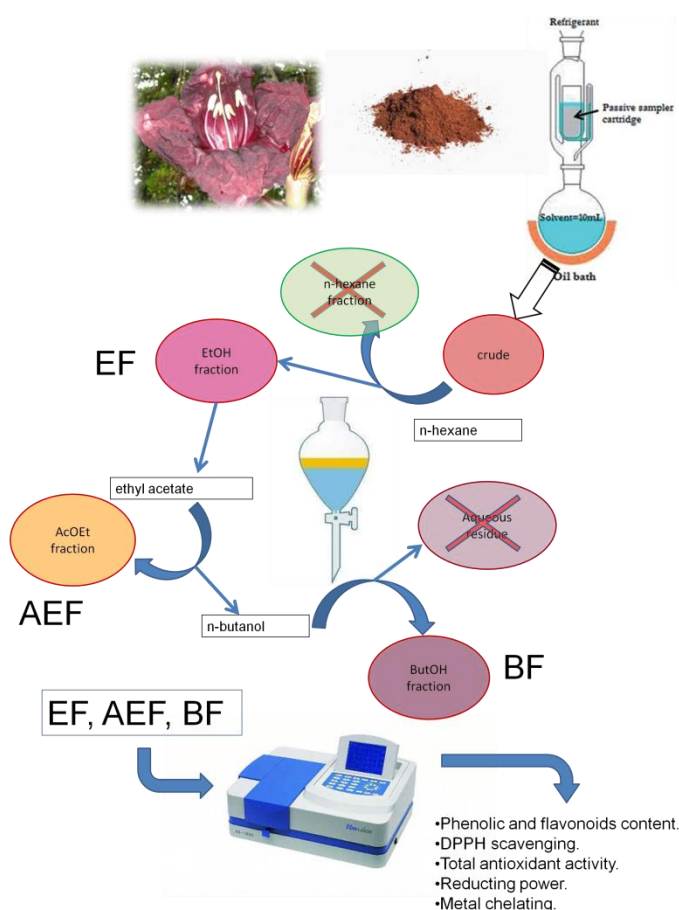 Refrigerant
Passive sampler
cartridge
Solvent=10mL
Oil bath
n-hexane
fraction
EF
EtOH
fraction
crude
n-hexane
ethyl acetate
AcOEt
fraction
Aqueous
residue
AEF
n-butanol
BF
ButOH
fraction
EF, AEF, BF
•Phenolic and flavonoids content.
•DPPH scavenging.
•Total antioxidant activity.
•Reducting power.
•Metal chelating.